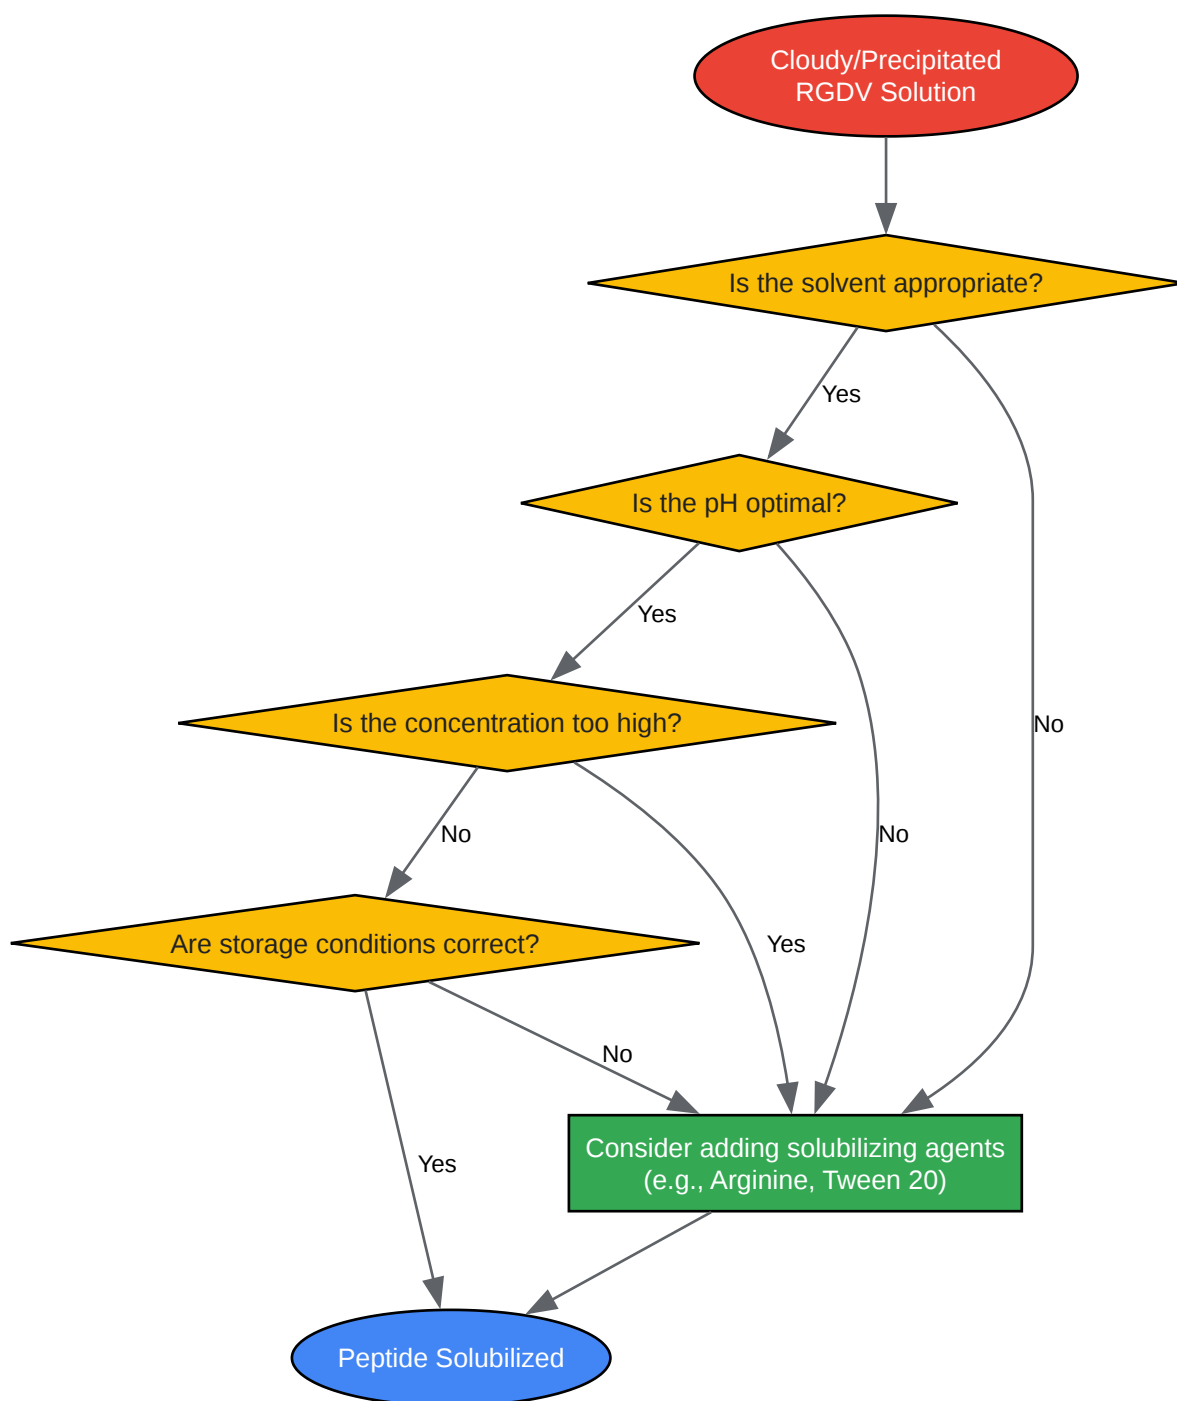 Cloudy/Precipitated
RGDV Solution
Is the solvent appropriate?
Yes
Is the pH optimal?
Yes
Is the concentration too high?
No
No
No
Are storage conditions correct?
Yes
No
Yes
Consider adding solubilizing agents
(e.g., Arginine, Tween 20)
Peptide Solubilized